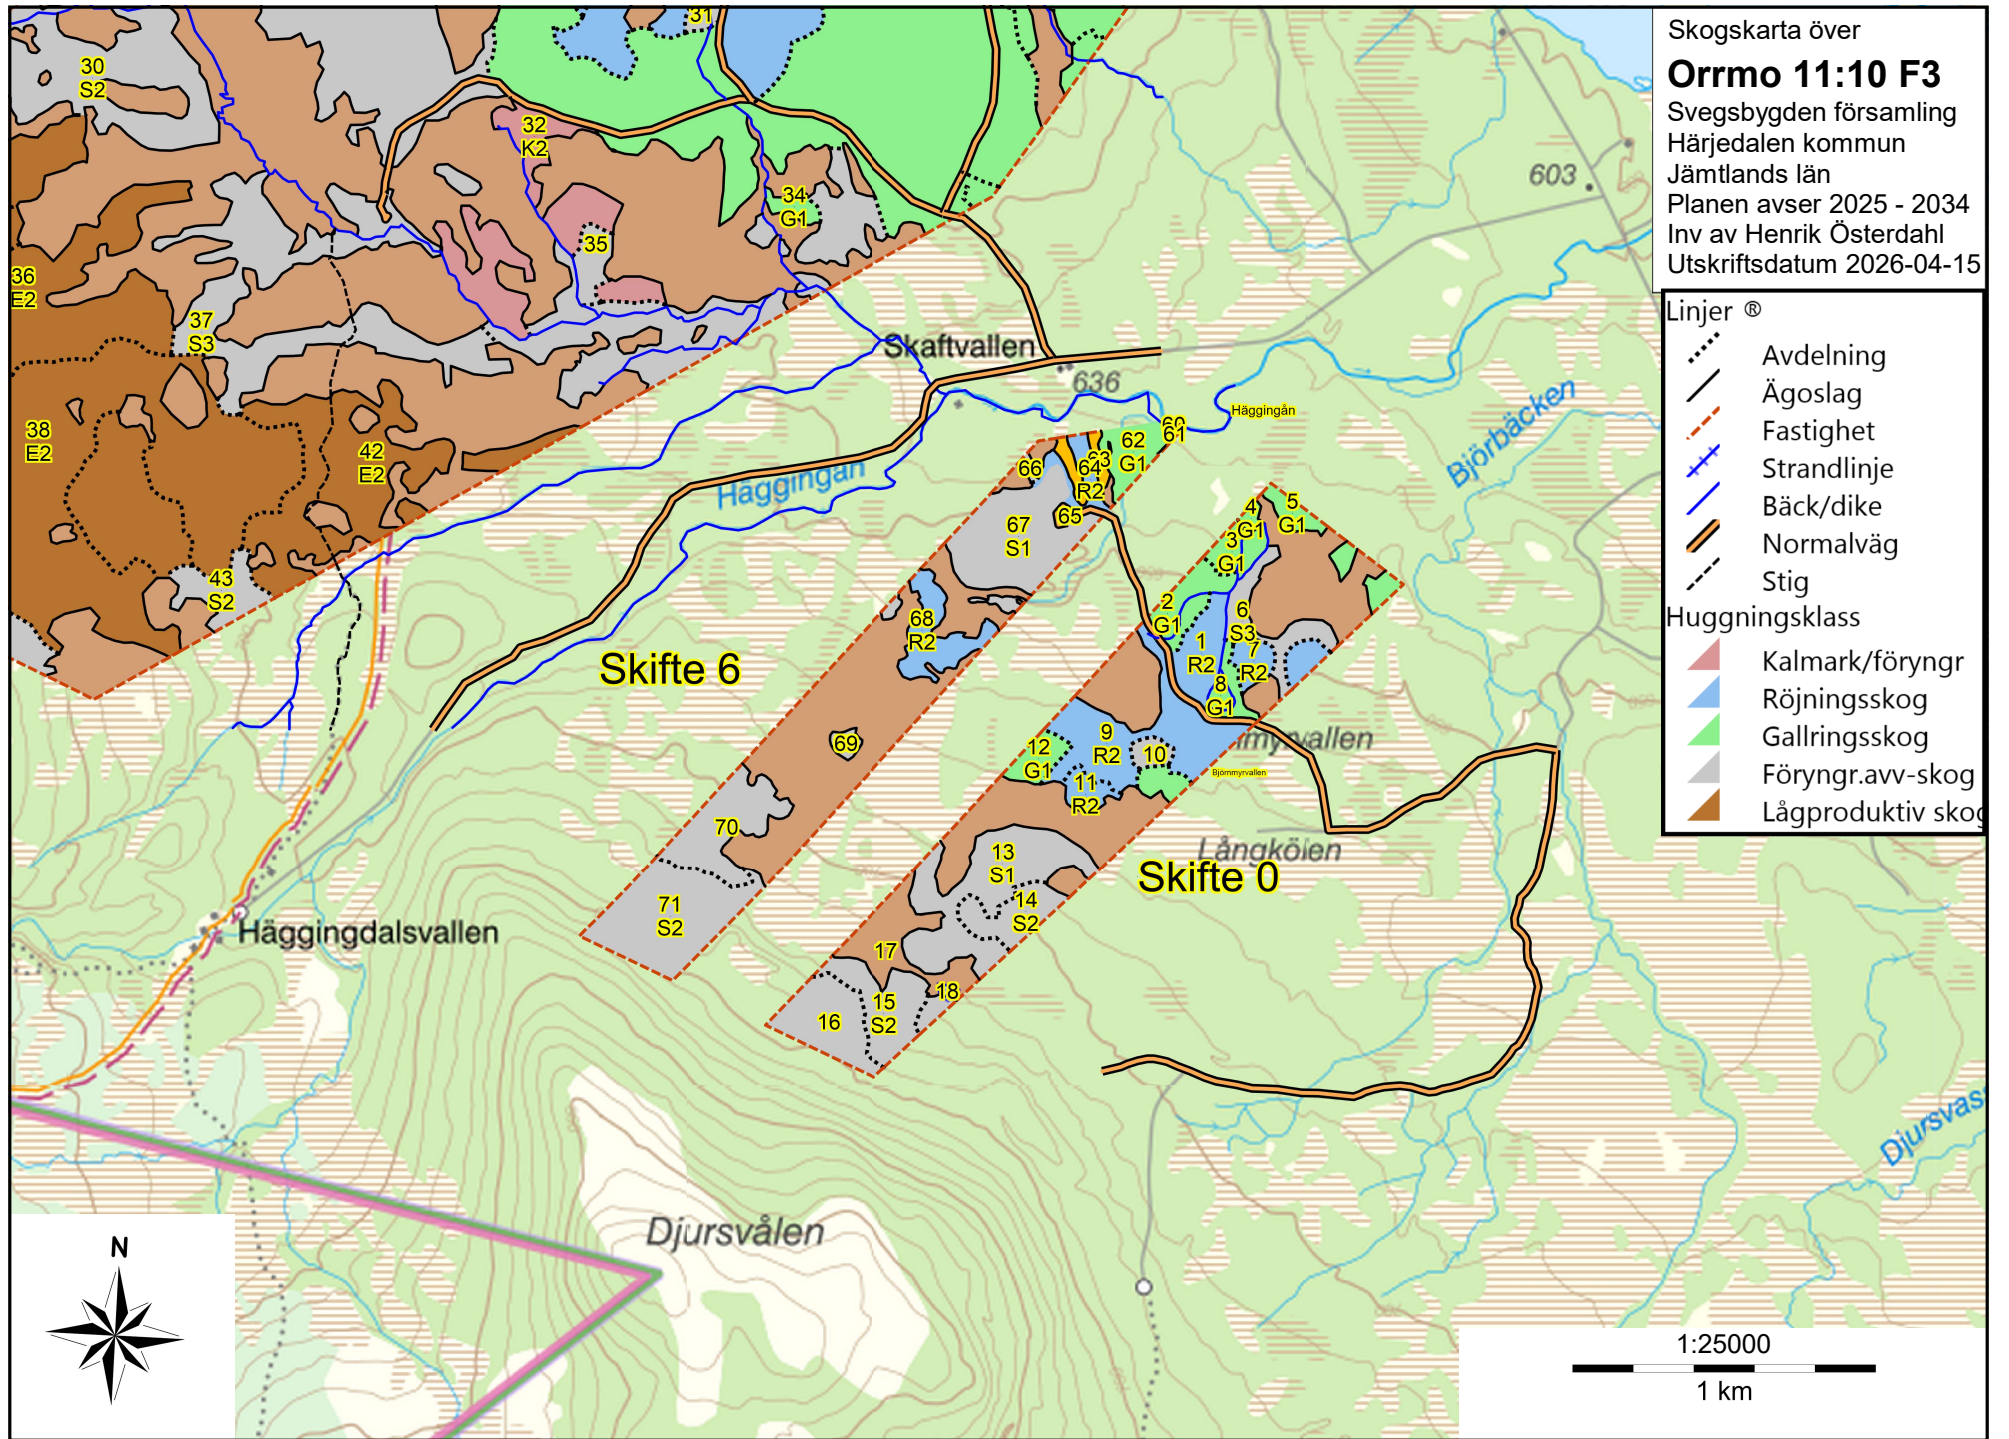 Skogskarta över
Orrmo 11:10 F3
Svegsbygden församling
Härjedalen kommun
Jämtlands län
Planen avser 2025 - 2034
Inv av Henrik Österdahl
Utskriftsdatum 2026-04-15
Linjer ®
Avdelning
Ägoslag
Fastighet
Strandlinje
Bäck/dike
Normalväg
Stig
Huggningsklass
Kalmark/föryngr
Röjningsskog
Gallringsskog
Föryngr.avv-skog
Lågproduktiv skog
31
30
S2
32
K2
34
G1
35
36
E2
37
S3
38
E2
42
E2
43
S2
603
Skaftvallen
636
Häggingån
Björbäcken
Häggingån
60
61
62
G1
63
64
R2
65
66
67
S1
68
R2
69
70
71
S2
Skifte 6
4
G1
5
G1
3
G1
2
G1
1
R2
6
S3
7
R2
8
G1
9
R2
10
11
R2
12
G1
myrvallen
Björnmyrvallen
Långkölen
Skifte 0
13
S1
14
S2
17
18
15
S2
16
Häggingdalsvallen
Djursvålen
Djursvass
N
1:25000
1 km